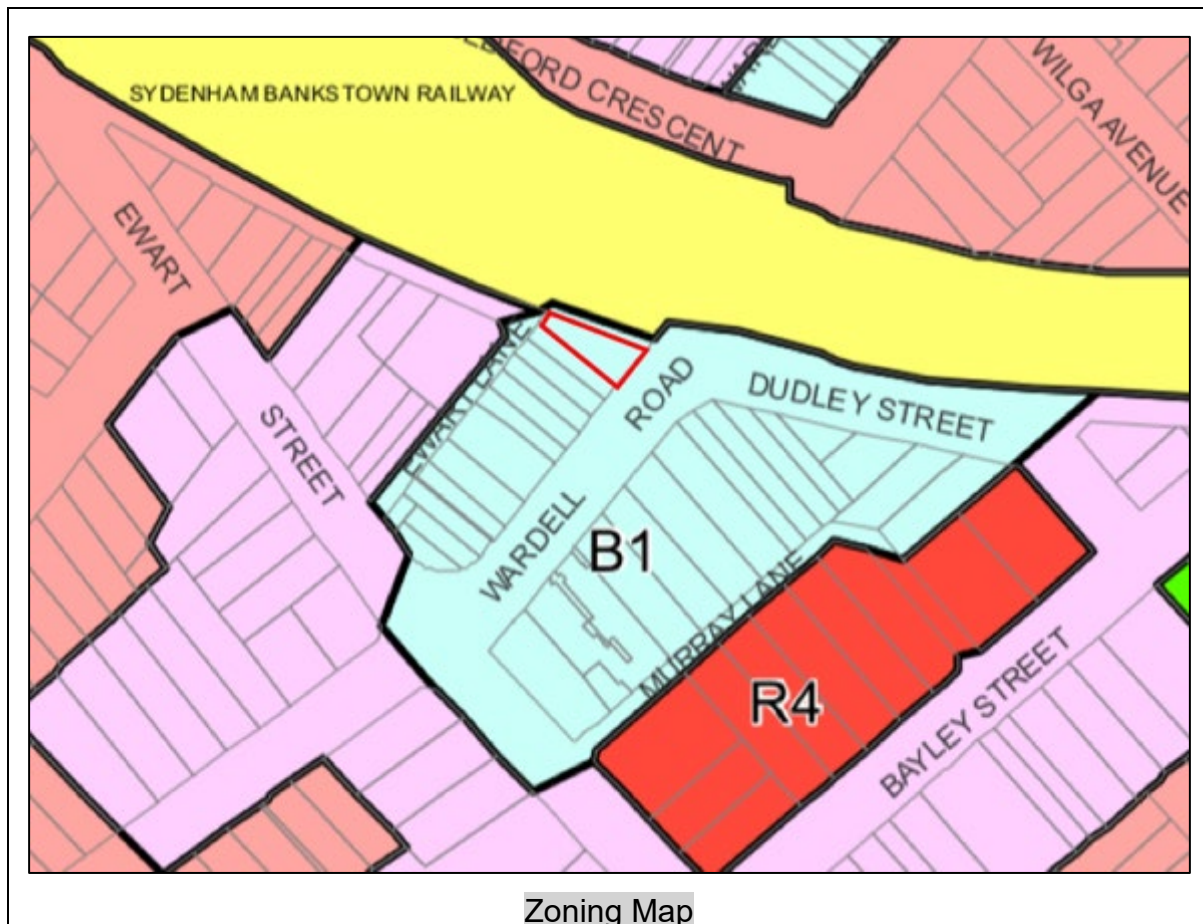 SYDENHAM BANKSTOWN RAILWAY
CRESCENT
WILGA AVENUE
EWART
STREET
EWART LANE
WARDELL
ROAD
DUDLEY STREET
B1
MURRAY LANE
R4
BAYLEY STREET
Zoning Map